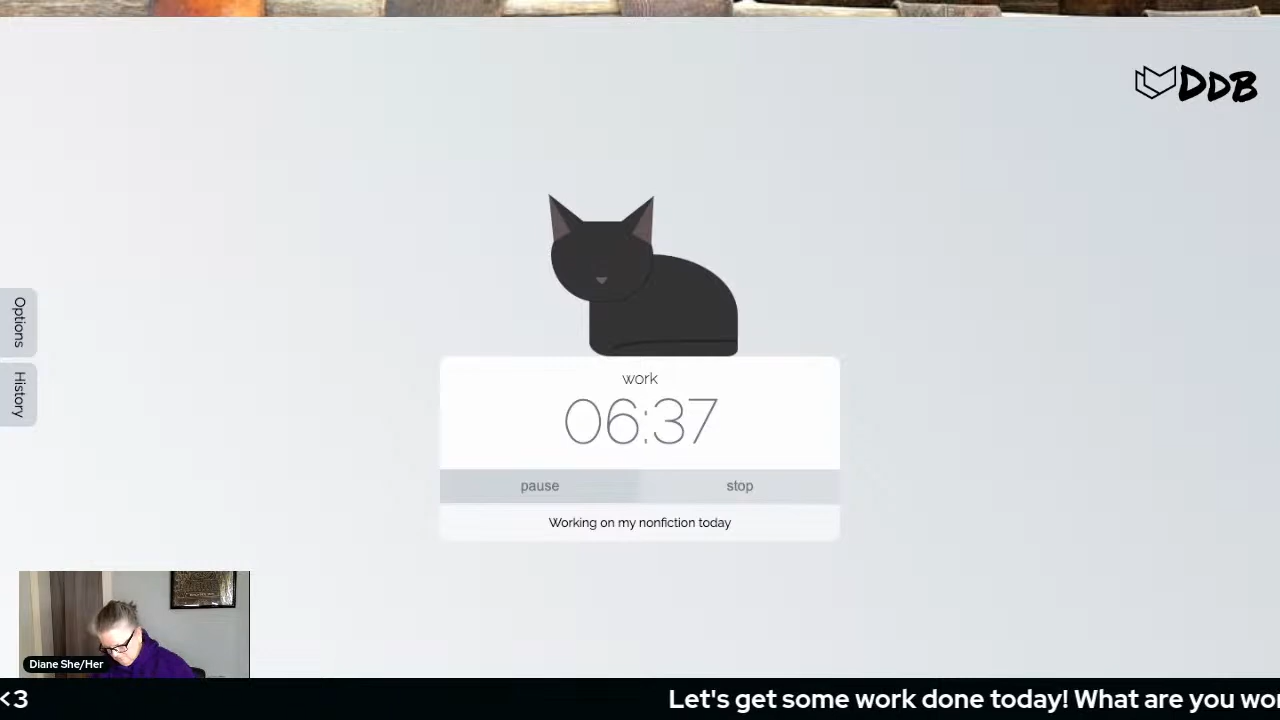 DDB
Options
History
work
06:37
pause
stop
Working on my nonfiction today
Diane She/Her
<3
Let's get some work done today! What are you wo